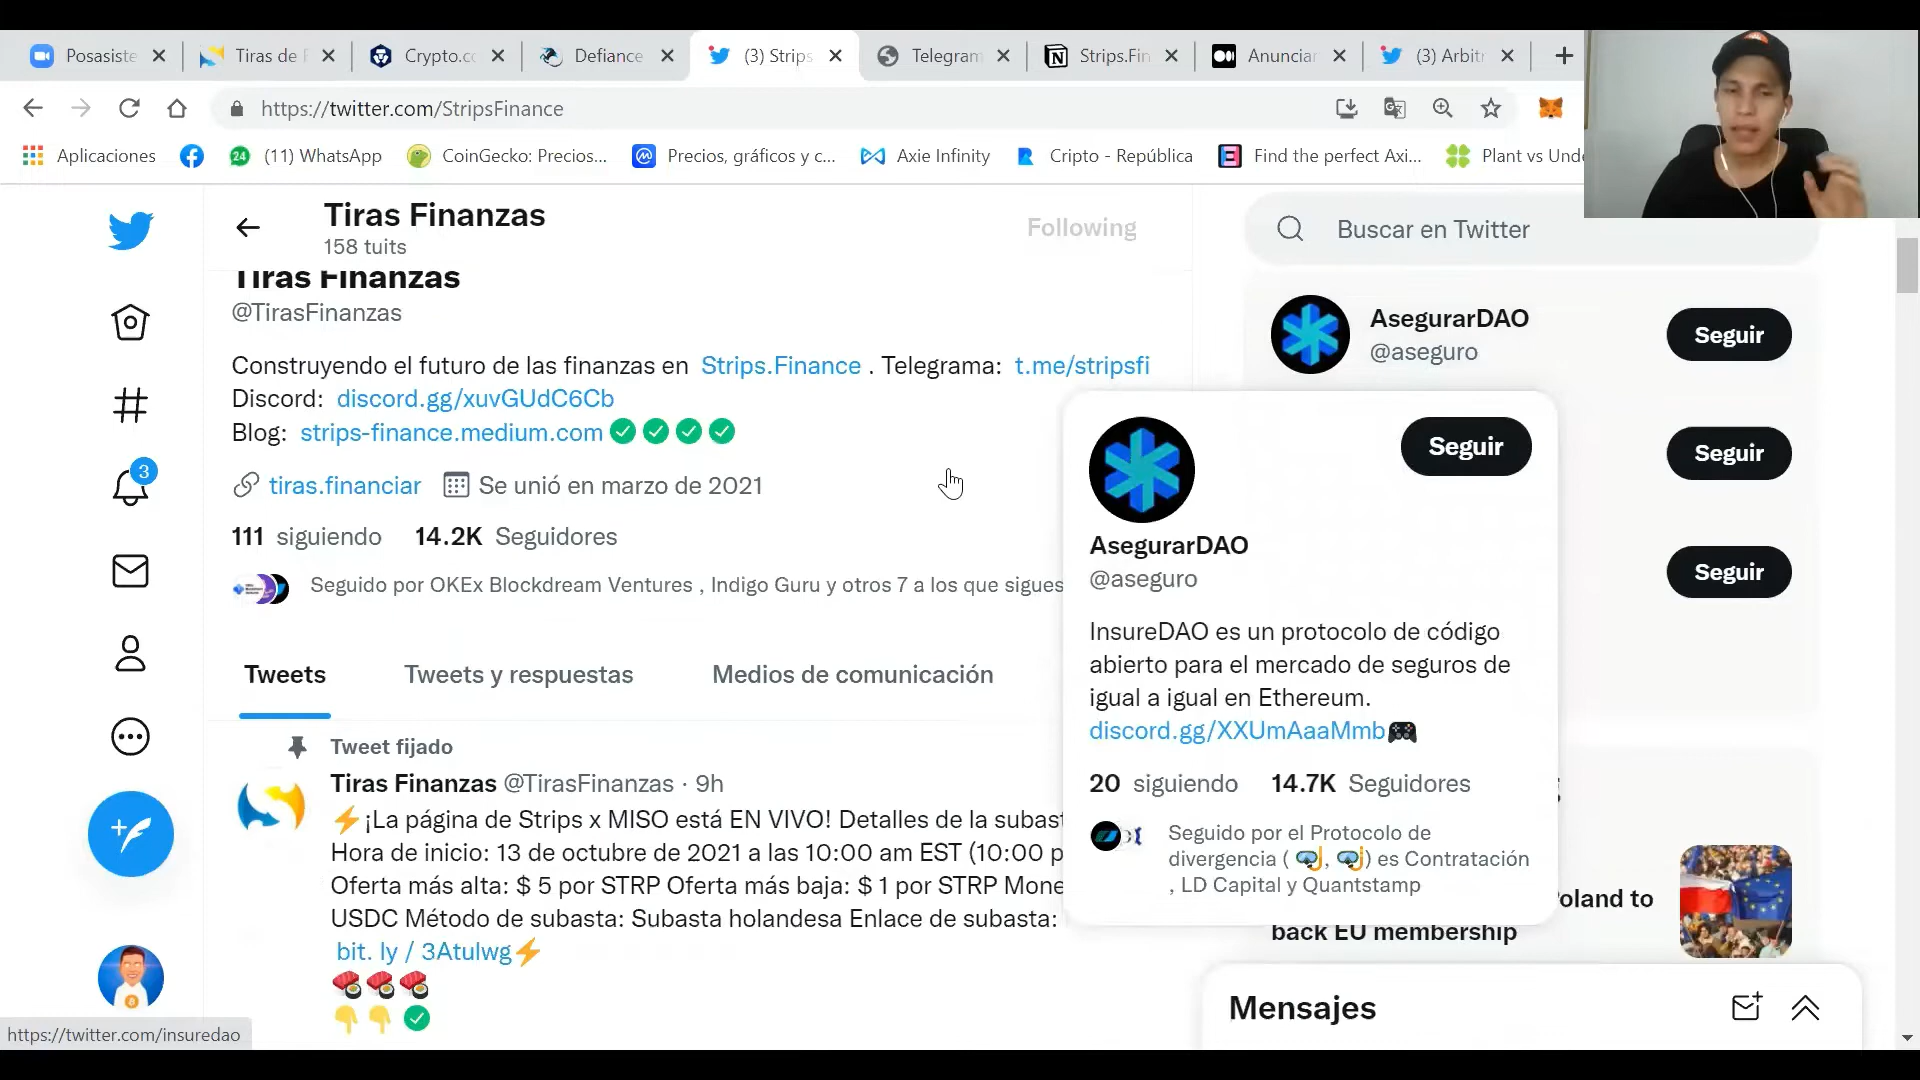 Posasiste
Tiras de F
Crypto.co
Defiance
(3) Strips
Telegram
Strips.Fin
Anunciar
(3) Arbitr
https://twitter.com/StripsFinance
Aplicaciones
24
(11) WhatsApp
CoinGecko: Precios...
Precios, gráficos y c...
Axie Infinity
Cripto - República
Find the perfect Axi...
Plant vs Unde
Tiras Finanzas
158 tuits
Following
Buscar en Twitter
Tiras Finanzas
@TirasFinanzas
Construyendo el futuro de las finanzas en Strips.Finance . Telegrama: t.me/stripsfi
Discord: discord.gg/xuvGUdC6Cb
Blog: strips-finance.medium.com
tiras.financiar Se unió en marzo de 2021
111 siguiendo 14.2K Seguidores
Seguido por OKEx Blockdream Ventures , Indigo Guru y otros 7 a los que sigues
3
Tweets
Tweets y respuestas
Medios de comunicación
Tweet fijado
Tiras Finanzas @TirasFinanzas · 9h
⚡¡La página de Strips x MISO está EN VIVO! Detalles de la subast
Hora de inicio: 13 de octubre de 2021 a las 10:00 am EST (10:00 p
Oferta más alta: $ 5 por STRP Oferta más baja: $ 1 por STRP Mone
USDC Método de subasta: Subasta holandesa Enlace de subasta:
bit. ly / 3Atulwg⚡
AsegurarDAO
@aseguro
Seguir
Seguir
Seguir
AsegurarDAO
@aseguro
Seguir
InsureDAO es un protocolo de código
abierto para el mercado de seguros de
igual a igual en Ethereum.
discord.gg/XXUmAaaMmb
20 siguiendo 14.7K Seguidores
Seguido por el Protocolo de
divergencia ( , ) es Contratación
, LD Capital y Quantstamp
oland to
back EU membership
Mensajes
https://twitter.com/insuredao